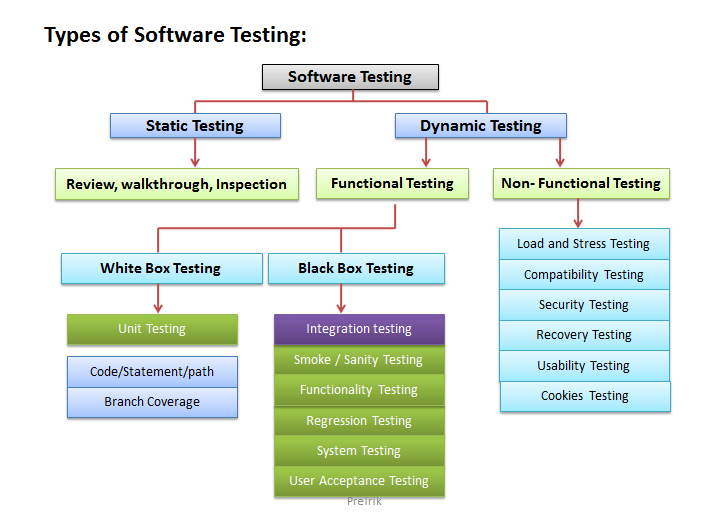 Types of Software Testing:
Software Testing
Static Testing
Dynamic Testing
Review, walkthrough, Inspection
Functional Testing
Non- Functional Testing
Load and Stress Testing
Compatibility Testing
Security Testing
Recovery Testing
Usability Testing
Cookies Testing
White Box Testing
Black Box Testing
Unit Testing
Code/Statement/path
Branch Coverage
Integration testing
Smoke / Sanity Testing
Functionality Testing
Regression Testing
System Testing
User Acceptance Testing
PreTrik